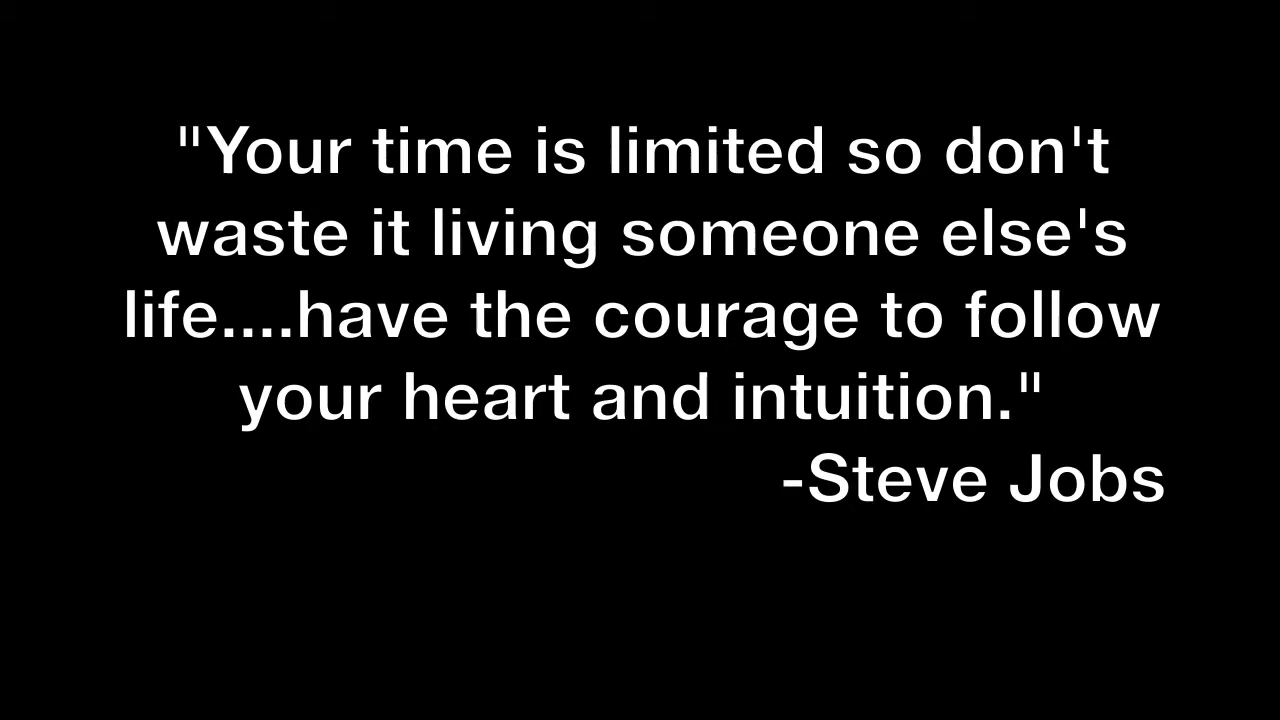 "Your time is limited so don't
waste it living someone else's
life....have the courage to follow
your heart and intuition."
-Steve Jobs